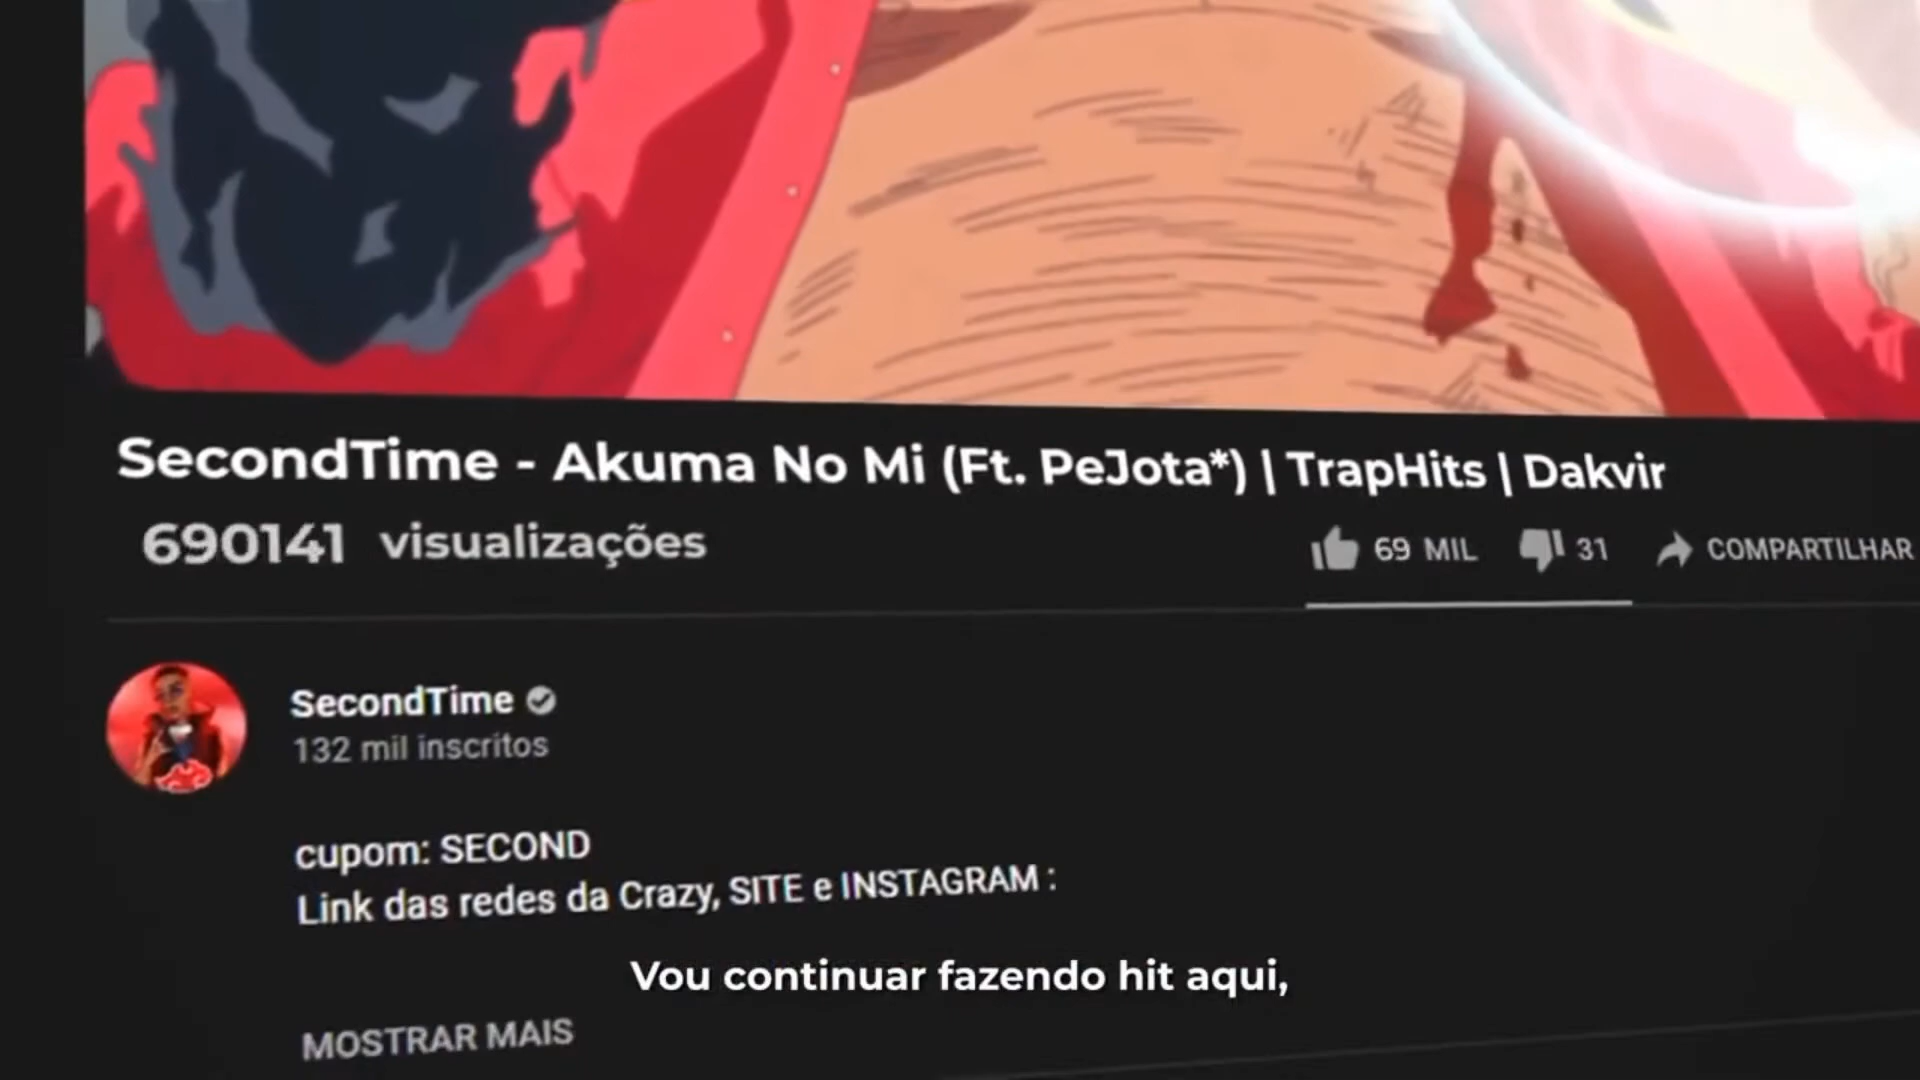 SecondTime - Akuma No Mi (Ft. PeJota*) | TrapHits | Dakvir
690141 visualizações
69 MIL 31 COMPARTILHAR
SecondTime
132 mil inscritos
cupom: SECOND
Link das redes da Crazy, SITE e INSTAGRAM :
Vou continuar fazendo hit aqui,
MOSTRAR MAIS